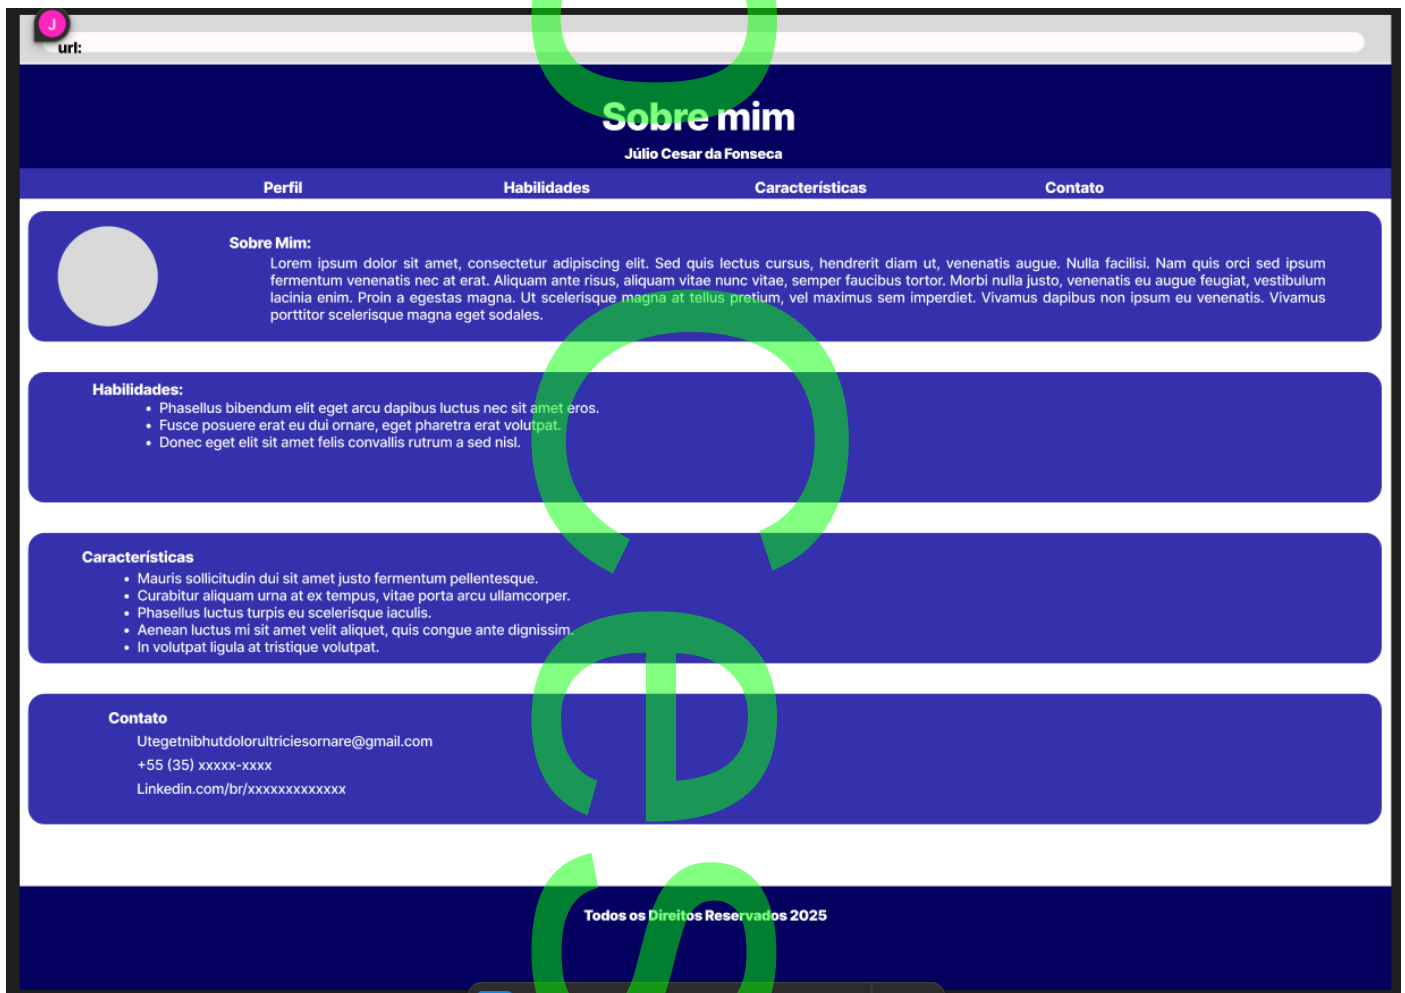 J
url:
Sobre mim
Júlio Cesar da Fonseca
Perfil Habilidades Características Contato
Sobre Mim:
Lorem ipsum dolor sit amet, consectetur adipiscing elit. Sed quis lectus cursus, hendrerit diam ut, venenatis augue. Nulla facilisi. Nam quis orci sed ipsum
fermentum venenatis nec at erat. Aliquam ante risus, aliquam vitae nunc vitae, semper faucibus tortor. Morbi nulla justo, venenatis eu augue feugiat, vestibulum
lacinia enim. Proin a egestas magna. Ut scelerisque magna at tellus pretium, vel maximus sem imperdiet. Vivamus dapibus non ipsum eu venenatis. Vivamus
porttitor scelerisque magna eget sodales.
Habilidades:
• Phasellus bibendum elit eget arcu dapibus luctus nec sit amet eros.
• Fusce posuere erat eu dui ornare, eget pharetra erat volutpat.
• Donec eget elit sit amet felis convallis rutrum a sed nisl.
Características
• Mauris sollicitudin dui sit amet justo fermentum pellentesque.
• Curabitur aliquam urna at ex tempus, vitae porta arcu ullamcorper.
• Phasellus luctus turpis eu scelerisque iaculis.
• Aenean luctus mi sit amet velit aliquet, quis congue ante dignissim.
• In volutpat ligula at tristique volutpat.
Contato
Utegetnibhutdolorultriciesornare@gmail.com
+55 (35) xxxxx-xxxx
Linkedin.com/br/xxxxxxxxxxxxx
Todos os Direitos Reservados 2025